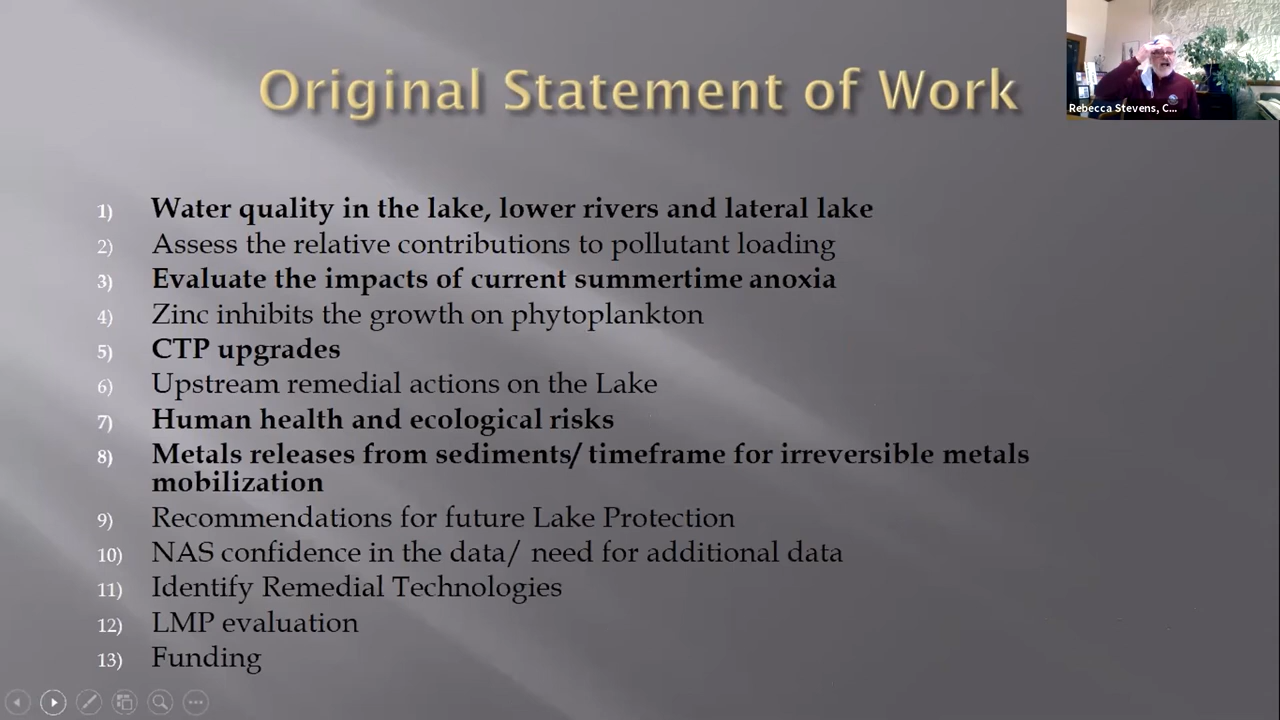 Original Statement of Work
Rebecca Stevens, C...
1) Water quality in the lake, lower rivers and lateral lake
2) Assess the relative contributions to pollutant loading
3) Evaluate the impacts of current summertime anoxia
4) Zinc inhibits the growth on phytoplankton
5) CTP upgrades
6) Upstream remedial actions on the Lake
7) Human health and ecological risks
8) Metals releases from sediments/ timeframe for irreversible metals
mobilization
9) Recommendations for future Lake Protection
10) NAS confidence in the data/ need for additional data
11) Identify Remedial Technologies
12) LMP evaluation
13) Funding